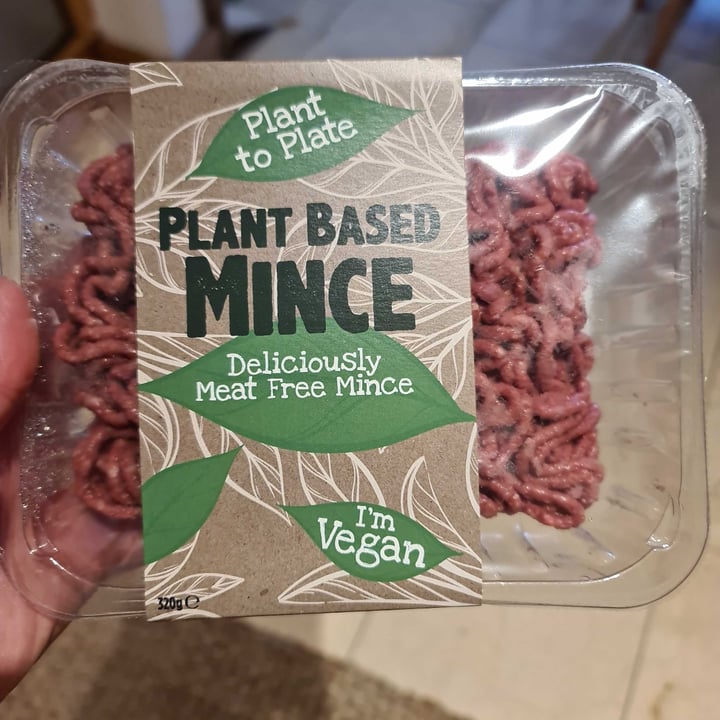 Plant
to Plate
PLANT BASED
MINCE
Deliciously
Meat Free Mince
I'm
Vegan
320g ℮